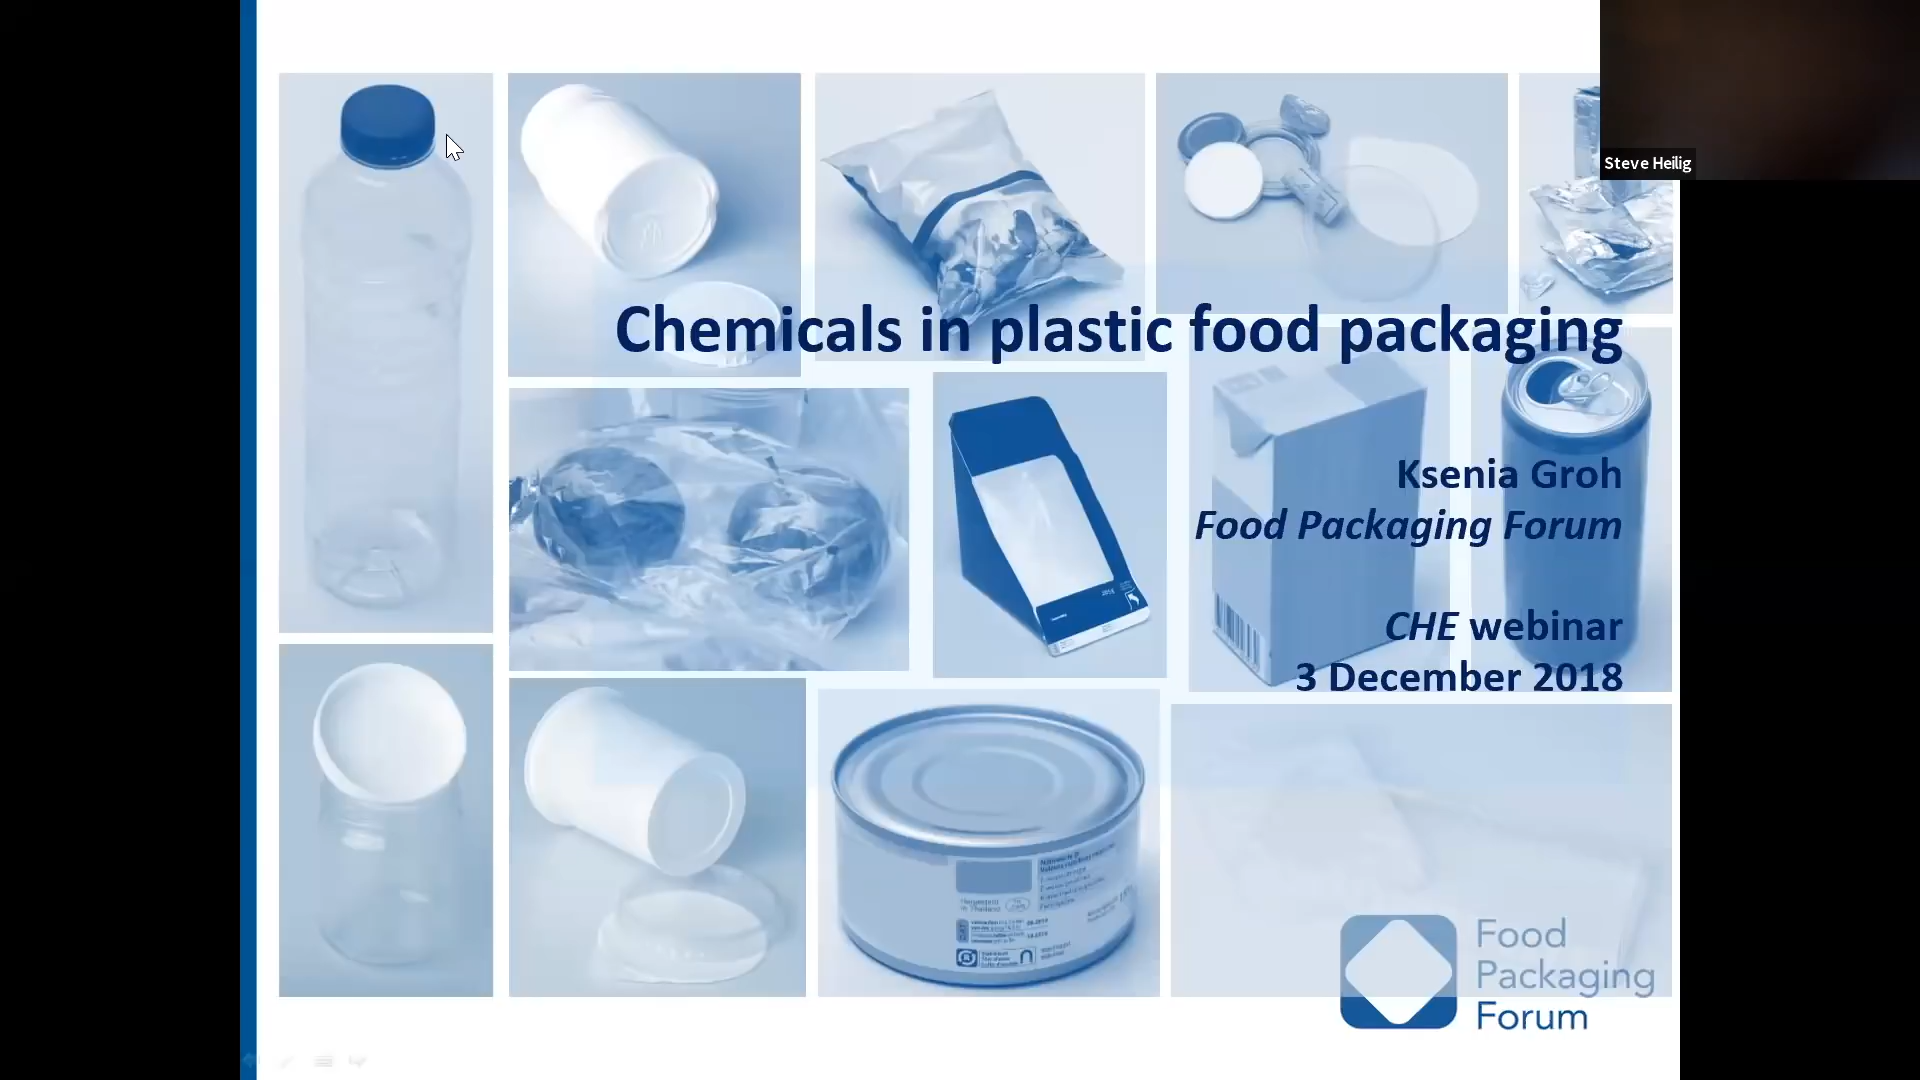 Steve Heilig
Chemicals in plastic food packaging
Ksenia Groh
Food Packaging Forum
CHE webinar
3 December 2018
Food
Packaging
Forum